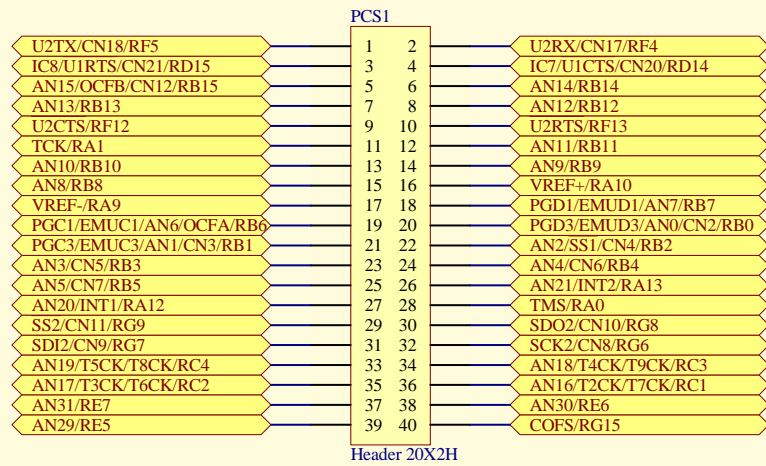 PCS1
U2TX/CN18/RF5 1 2 U2RX/CN17/RF4
IC8/U1RTS/CN21/RD15 3 4 IC7/U1CTS/CN20/RD14
AN15/OCFB/CN12/RB15 5 6 AN14/RB14
AN13/RB13 7 8 AN12/RB12
U2CTS/RF12 9 10 U2RTS/RF13
TCK/RA1 11 12 AN11/RB11
AN10/RB10 13 14 AN9/RB9
AN8/RB8 15 16 VREF+/RA10
VREF-/RA9 17 18 PGD1/EMUD1/AN7/RB7
PGC1/EMUC1/AN6/OCFA/RB6 19 20 PGD3/EMUD3/AN0/CN2/RB0
PGC3/EMUC3/AN1/CN3/RB1 21 22 AN2/SS1/CN4/RB2
AN3/CN5/RB3 23 24 AN4/CN6/RB4
AN5/CN7/RB5 25 26 AN21/INT2/RA13
AN20/INT1/RA12 27 28 TMS/RA0
SS2/CN11/RG9 29 30 SDO2/CN10/RG8
SDI2/CN9/RG7 31 32 SCK2/CN8/RG6
AN19/T5CK/T8CK/RC4 33 34 AN18/T4CK/T9CK/RC3
AN17/T3CK/T6CK/RC2 35 36 AN16/T2CK/T7CK/RC1
AN31/RE7 37 38 AN30/RE6
AN29/RE5 39 40 COFS/RG15
Header 20X2H